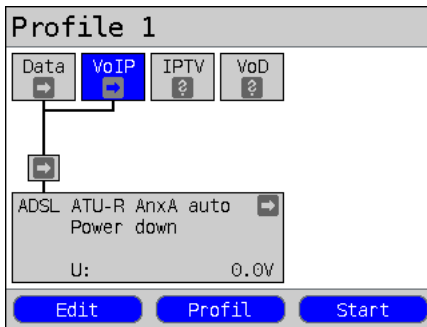 Profile 1
Data VoIP IPTV VoD
ADSL ATU-R AnxA auto
Power down
U: 0.0V
Edit Profil Start